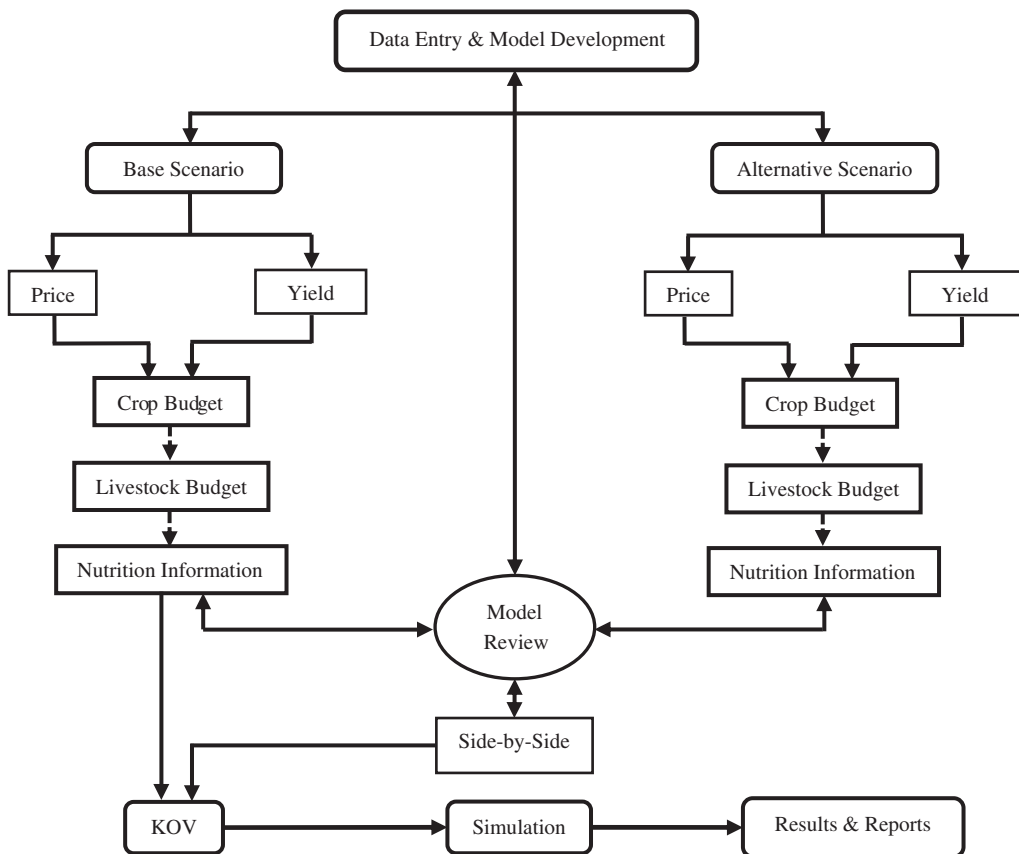 Data Entry & Model Development
Base Scenario
Alternative Scenario
Price
Yield
Price
Yield
Crop Budget
Crop Budget
Livestock Budget
Livestock Budget
Nutrition Information
Nutrition Information
Model
Review
Side-by-Side
KOV
Simulation
Results & Reports